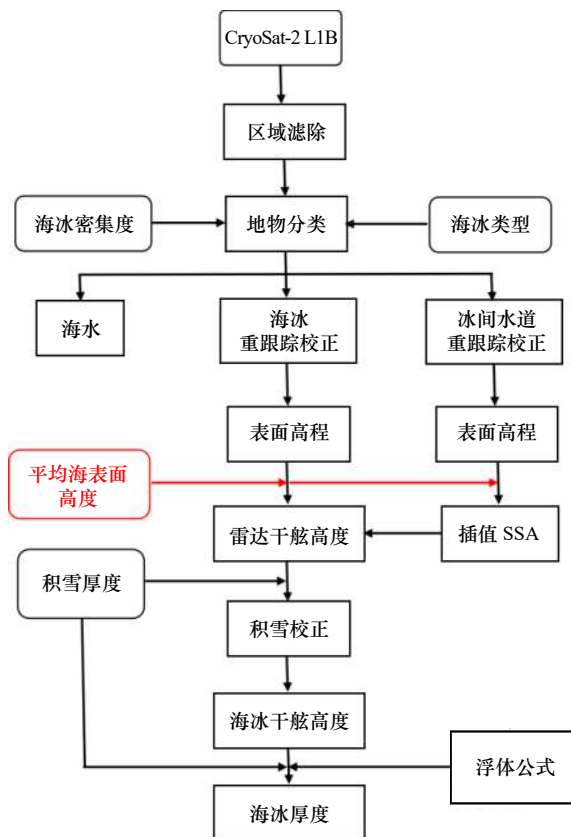 CryoSat-2 L1B
区域滤除
海冰密集度
地物分类
海冰类型
海水
海冰
重跟踪校正
冰间水道
重跟踪校正
表面高程
表面高程
平均海表面
高度
雷达干舷高度
插值 SSA
积雪厚度
积雪校正
海冰干舷高度
浮体公式
海冰厚度